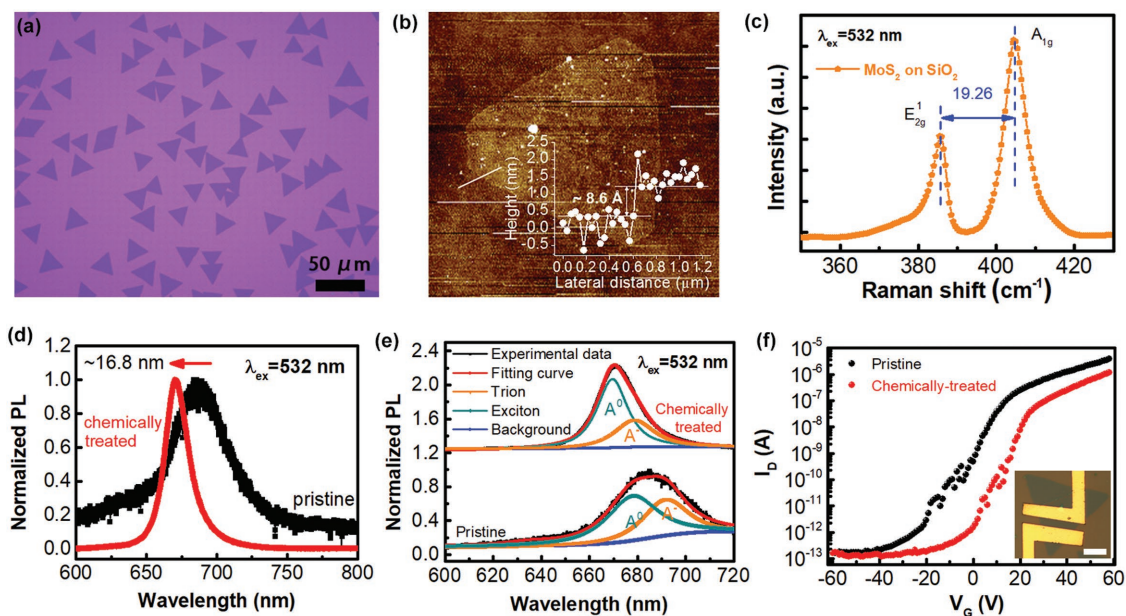 (a)
50 μm
(b)
2.5
2.0
1.5
1.0
0.5
0.0
-0.5
Height (nm)
~ 8.6 A
0.0 0.2 0.4 0.6 0.8 1.0 1.2
Lateral distance (μm)
(c)
λex=532 nm
MoS2 on SiO2
A1g
19.26
E2g1
Intensity (a.u.)
360 380 400 420
Raman shift (cm-1)
(d)
~16.8 nm
λex=532 nm
chemically
treated
pristine
1.2
1.0
0.8
0.6
0.4
0.2
0.0
Normalized PL
600 650 700 750 800
Wavelength (nm)
(e)
Experimental data
Fitting curve
Trion
Exciton
Background
λex=532 nm
Chemically
treated
A0
A-
Pristine
A0
A-
2.4
1.8
1.2
0.6
0.0
Normalized PL
600 620 640 660 680 700 720
Wavelength (nm)
(f)
Pristine
Chemically-treated
10-5
10-6
10-7
10-8
10-9
10-10
10-11
10-12
10-13
ID (A)
-60 -40 -20 0 20 40 60
VG (V)